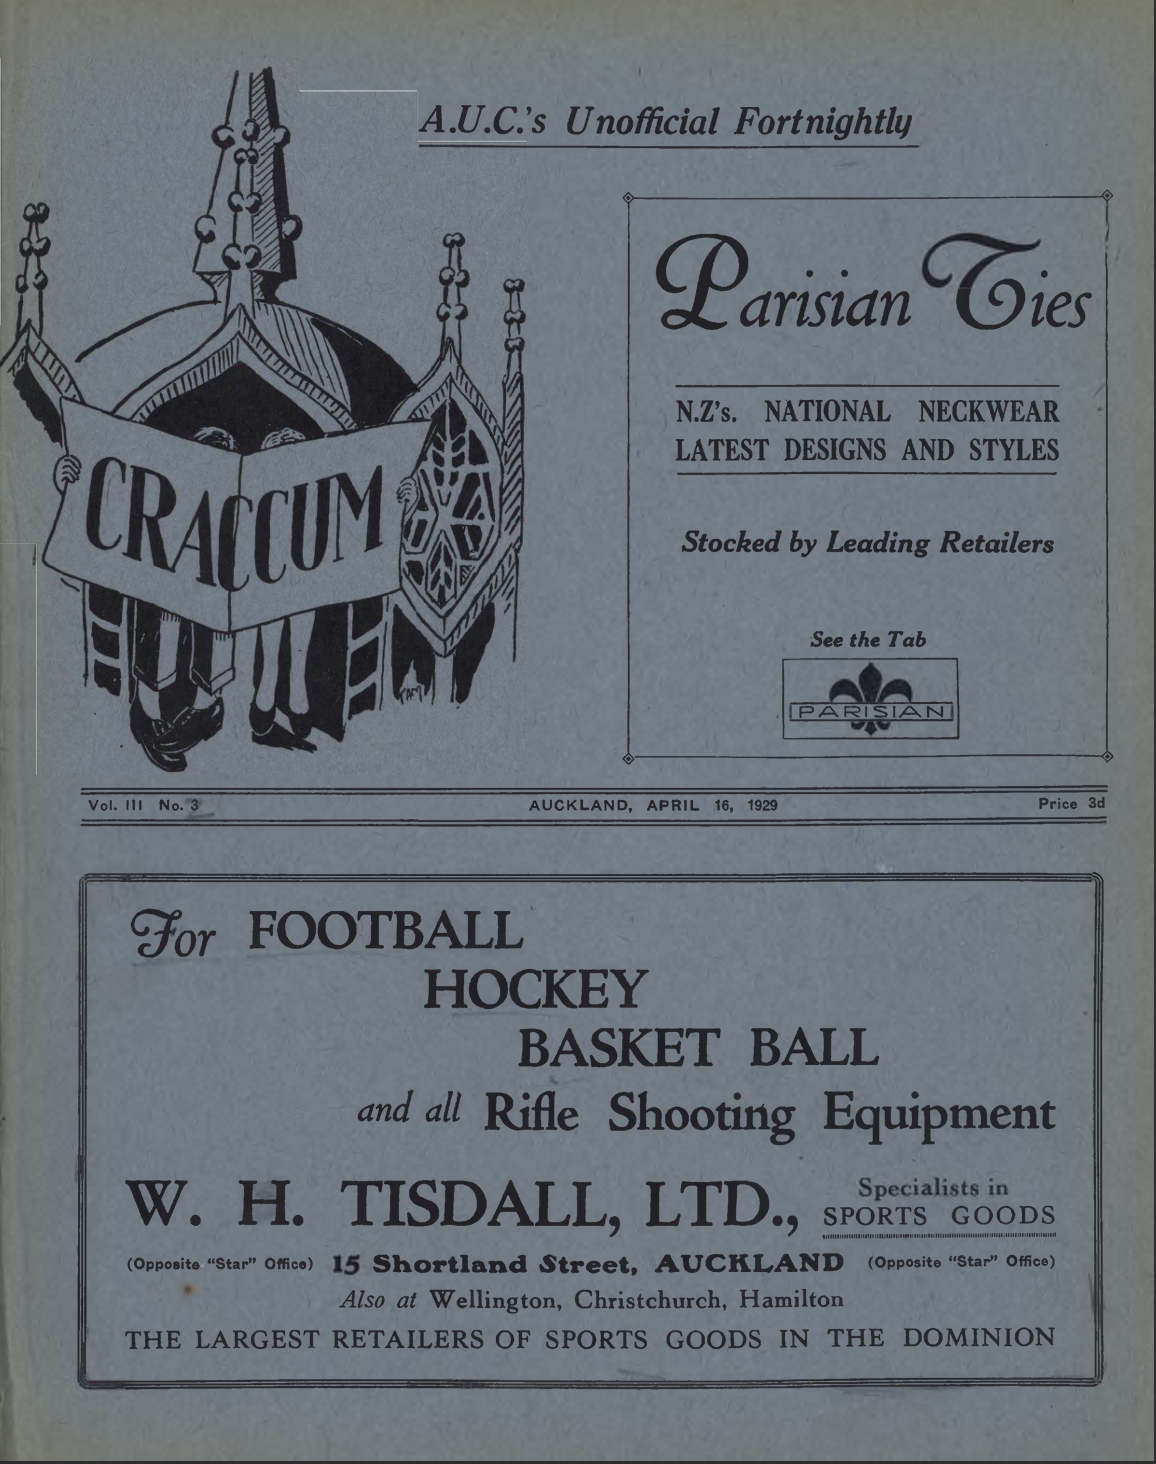 A.U.C.'s Unofficial Fortnightly
CRACCUM
TAM
Parisian Ties
N.Z's. NATIONAL NECKWEAR
LATEST DESIGNS AND STYLES
Stocked by Leading Retailers
See the Tab
PARISIAN
Vol. III No. 3 AUCKLAND, APRIL 16, 1929 Price 3d
For FOOTBALL
HOCKEY
BASKET BALL
and all Rifle Shooting Equipment
W. H. TISDALL, LTD., Specialists in
SPORTS GOODS
(Opposite "Star" Office) 15 Shortland Street, AUCKLAND (Opposite "Star" Office)
Also at Wellington, Christchurch, Hamilton
THE LARGEST RETAILERS OF SPORTS GOODS IN THE DOMINION